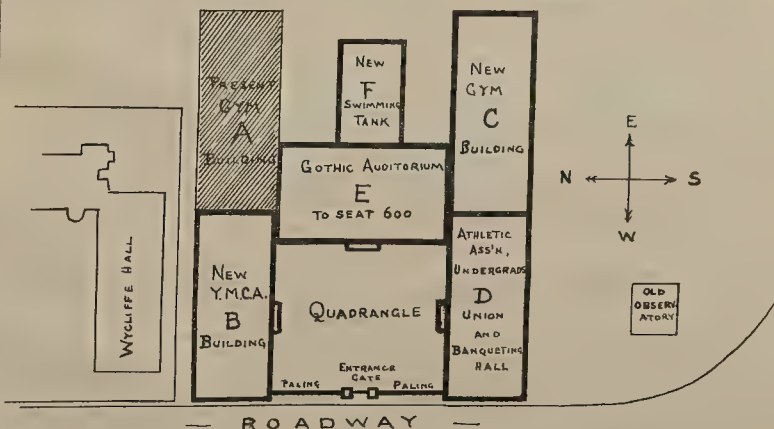 PRESENT
GYM
A
BUILDING
NEW
F
SWIMMING
TANK
NEW
GYM
C
BUILDING
GOTHIC AUDITORIUM
E
TO SEAT 600
NEW
Y.M.C.A.
B
BUILDING
QUADRANGLE
ATHLETIC
ASS'N,
UNDERGRADS
D
UNION
AND
BANQUETING
HALL
WYCLIFFE HALL
OLD
OBSERV-
ATORY
E
N
S
W
ENTRANCE
GATE
PALING
PALING
— ROADWAY —